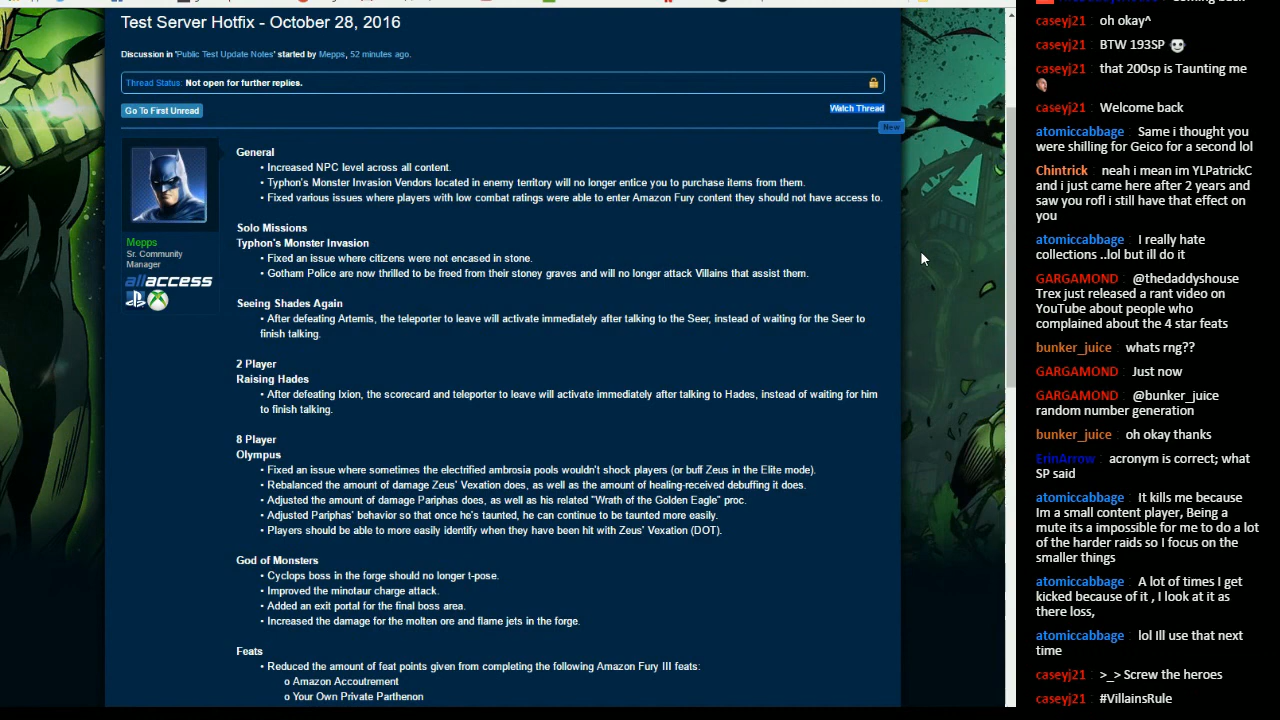 Test Server Hotfix - October 28, 2016
Discussion in 'Public Test Update Notes' started by Mepps, 52 minutes ago.
Thread Status: Not open for further replies.
Go To First Unread
Watch Thread
New
Mepps
Sr. Community
Manager
allaccess
General
• Increased NPC level across all content.
• Typhon's Monster Invasion Vendors located in enemy territory will no longer entice you to purchase items from them.
• Fixed various issues where players with low combat ratings were able to enter Amazon Fury content they should not have access to.
Solo Missions
Typhon's Monster Invasion
• Fixed an issue where citizens were not encased in stone.
• Gotham Police are now thrilled to be freed from their stoney graves and will no longer attack Villains that assist them.
Seeing Shades Again
• After defeating Artemis, the teleporter to leave will activate immediately after talking to the Seer, instead of waiting for the Seer to
finish talking.
2 Player
Raising Hades
• After defeating Ixion, the scorecard and teleporter to leave will activate immediately after talking to Hades, instead of waiting for him
to finish talking.
8 Player
Olympus
• Fixed an issue where sometimes the electrified ambrosia pools wouldn't shock players (or buff Zeus in the Elite mode).
• Rebalanced the amount of damage Zeus' Vexation does, as well as the amount of healing-received debuffing it does.
• Adjusted the amount of damage Pariphas does, as well as his related "Wrath of the Golden Eagle" proc.
• Adjusted Pariphas' behavior so that once he's taunted, he can continue to be taunted more easily.
• Players should be able to more easily identify when they have been hit with Zeus' Vexation (DOT).
God of Monsters
• Cyclops boss in the forge should no longer t-pose.
• Improved the minotaur charge attack.
• Added an exit portal for the final boss area.
• Increased the damage for the molten ore and flame jets in the forge.
Feats
• Reduced the amount of feat points given from completing the following Amazon Fury III feats:
o Amazon Accoutrement
o Your Own Private Parthenon
caseyj21 : oh okay^
caseyj21 : BTW 193SP
caseyj21 : that 200sp is Taunting me
caseyj21 : Welcome back
atomiccabbage : Same i thought you
were shilling for Geico for a second lol
Chintrick : neah i mean im YLPatrickC
and i just came here after 2 years and
saw you rofl i still have that effect on
you
atomiccabbage : I really hate
collections ..lol but ill do it
GARGAMOND : @thedaddyshouse
Trex just released a rant video on
YouTube about people who
complained about the 4 star feats
bunker_juice : whats rng??
GARGAMOND : Just now
GARGAMOND : @bunker_juice
random number generation
bunker_juice : oh okay thanks
ErinArrow : acronym is correct; what
SP said
atomiccabbage : It kills me because
Im a small content player, Being a
mute its a impossible for me to do a lot
of the harder raids so I focus on the
smaller things
atomiccabbage : A lot of times I get
kicked because of it , I look at it as
there loss,
atomiccabbage : lol Ill use that next
time
caseyj21 : >_> Screw the heroes
caseyj21 : #VillainsRule